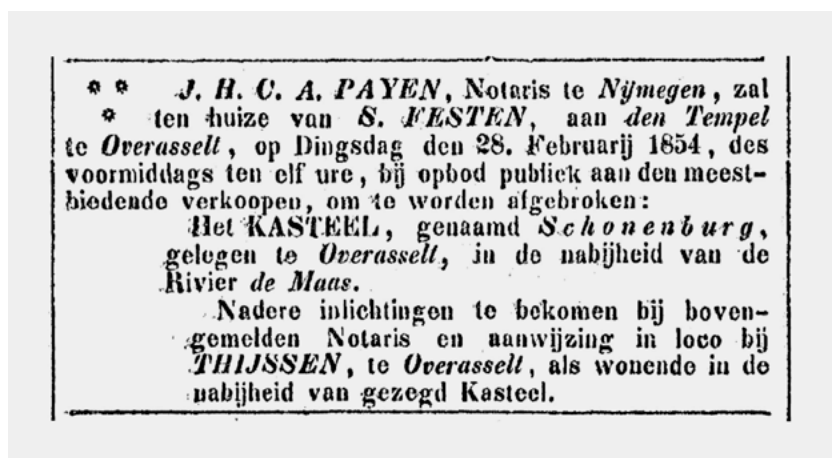 * * J. H. C. A. PAYEN, Notaris te Nijmegen, zal
* ten huize van S. FESTEN, aan den Tempel
te Overasselt, op Dingsdag den 28. Februarij 1854, des
voormiddags ten elf ure, bij opbod publiek aan den meest-
biedende verkoopen, om te worden afgebroken:
Het KASTEEL, genaamd Schonenburg,
gelegen te Overasselt, in de nabijheid van de
Rivier de Maas.
Nadere inlichtingen te bekomen bij boven-
gemelden Notaris en aanwijzing in loco bij
THIJSSEN, te Overasselt, als wonende in de
nabijheid van gezegd Kasteel.